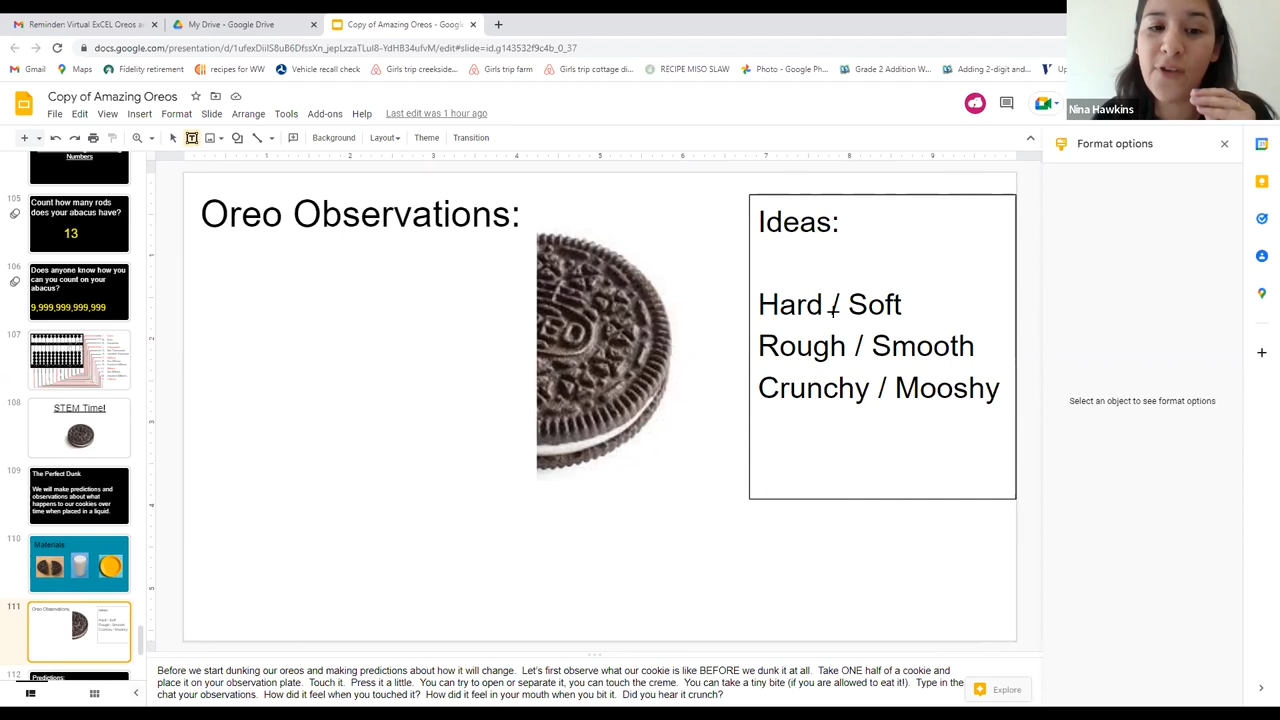 Reminder: Virtual ExCEL Oreos a
My Drive - Google Drive
Copy of Amazing Oreos - Googl
Nina Hawkins
Gmail
Maps
Fidelity retirement
recipes for WW
Vehicle recall check
Girls trip creekside...
Girls trip farm
Girls trip cottage di...
RECIPE MISO SLAW
Photo - Google Ph...
Grade 2 Addition W...
Adding 2-digit and...
Up
Copy of Amazing Oreos
File Edit View Insert Format Slide Arrange Tools Add-ons Help
Last edit was 1 hour ago
Background
Layout
Theme
Transition
Format options
Select an object to see format options
Numbers
105
Count how many rods
does your abacus have?
13
106
Does anyone know how you
can you count on your
abacus?
9,999,999,999,999
107
108
STEM Time!
109
The Perfect Dunk
We will make predictions and
observations about what
happens to our cookies over
time when placed in a liquid.
110
Materials
111
112
Predictions:
Oreo Observations:
Ideas:
Hard / Soft
Rough / Smooth
Crunchy / Mooshy
Before we start dunking our oreos and making predictions about how it will change. Let's first observe what our cookie is like BEFORE we dunk it at all. Take ONE half of a cookie and
place it on your observation plate. Touch it. Press it a little. You can try to open or separate it, you can touch the creme. You can take a tiny bite (if you are allowed to eat it!). Type in the
chat your observations. How did it feel when you touched it? How did it feel in your mouth when you bit it. Did you hear it crunch?
Explore